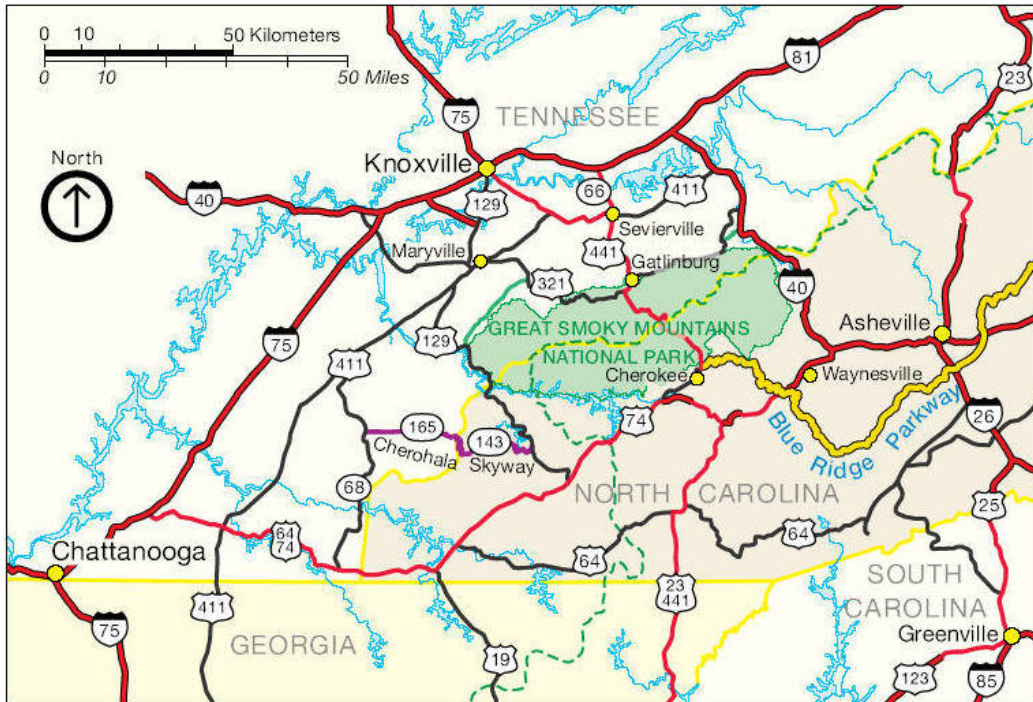 0 10 50 Kilometers
0 10 50 Miles
North
TENNESSEE
81
23
75
Knoxville
40
129
66
411
Sevierville
Maryville
441
Gatlinburg
321
40
GREAT SMOKY MOUNTAINS
NATIONAL PARK
Asheville
129
75
411
Cherokee
Waynesville
165
143
Cherohala
Skyway
74
Blue Ridge Parkway
26
68
NORTH CAROLINA
25
64
74
64
64
Chattanooga
SOUTH
CAROLINA
23
441
411
75
GEORGIA
Greenville
19
123
85